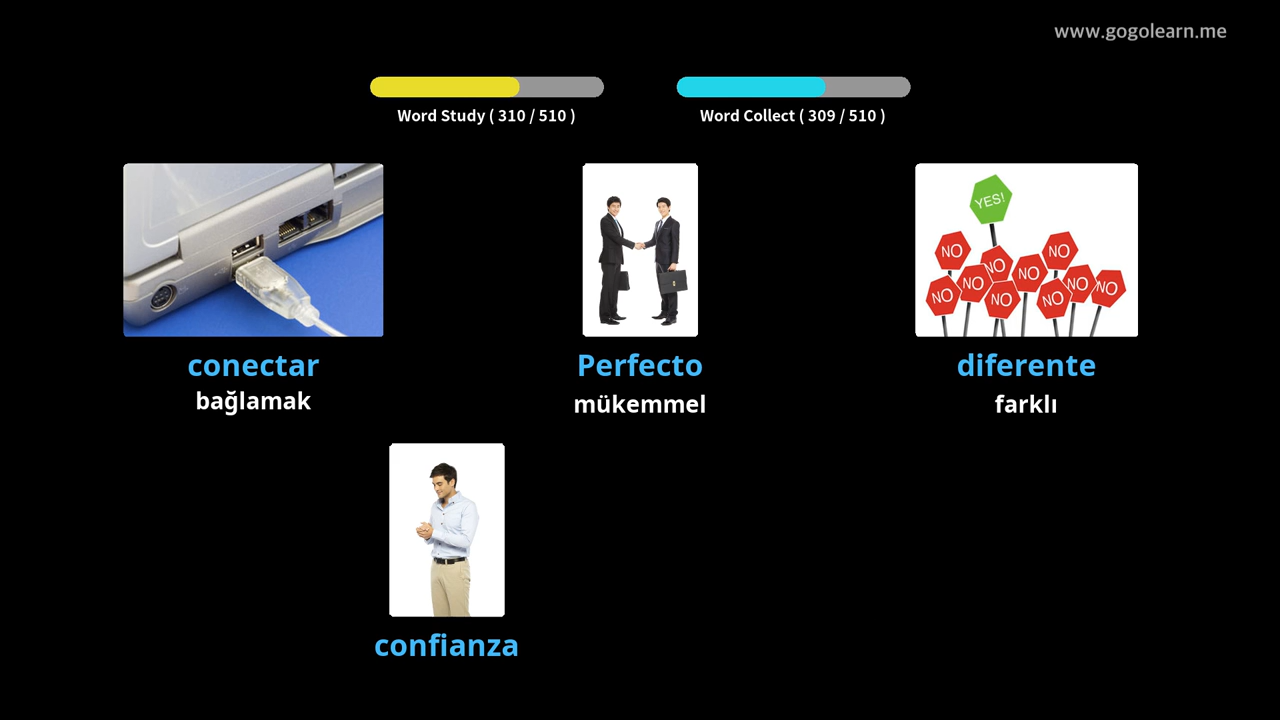 www.gogolearn.me
Word Study ( 310 / 510 )
Word Collect ( 309 / 510 )
YES!
NO
NO
NO
NO
NO
NO
NO
NO
NO
NO
conectar
bağlamak
Perfecto
mükemmel
diferente
farklı
confianza